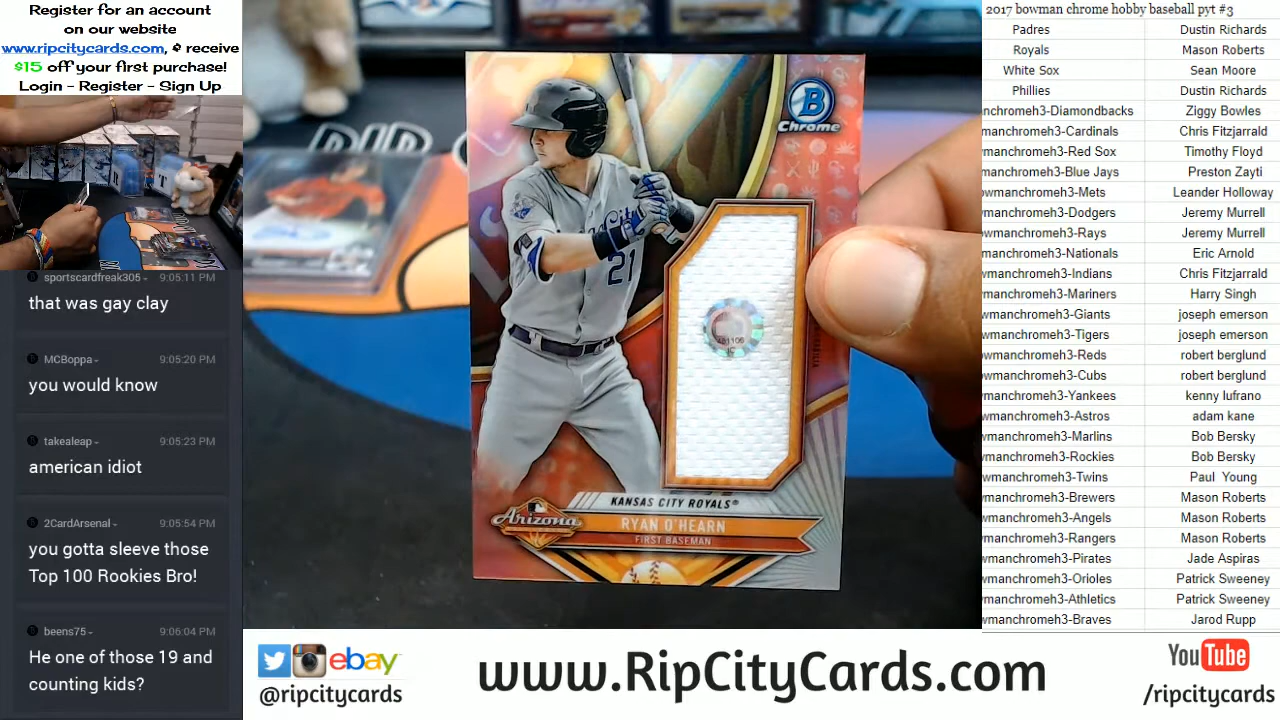 Register for an account
on our website
www.ripcitycards.com, & receive
$15 off your first purchase!
Login - Register - Sign Up
sportscardfreak305 - 9:05:11 PM
that was gay clay
MCBoppa - 9:05:20 PM
you would know
takealeap - 9:05:23 PM
american idiot
2CardArsenal - 9:05:54 PM
you gotta sleeve those
Top 100 Rookies Bro!
beens75 - 9:06:04 PM
He one of those 19 and
counting kids?
B
Chrome
21
KANSAS CITY ROYALS®
Arizona
RYAN O'HEARN
FIRST BASEMAN
2017 bowman chrome hobby baseball pyt #3
Padres Dustin Richards
Royals Mason Roberts
White Sox Sean Moore
Phillies Dustin Richards
nchromeh3-Diamondbacks Ziggy Bowles
manchromeh3-Cardinals Chris Fitzjarrald
wmanchromeh3-Red Sox Timothy Floyd
manchromeh3-Blue Jays Preston Zayti
owmanchromeh3-Mets Leander Holloway
manchromeh3-Dodgers Jeremy Murrell
owmanchromeh3-Rays Jeremy Murrell
manchromeh3-Nationals Eric Arnold
wmanchromeh3-Indians Chris Fitzjarrald
manchromeh3-Mariners Harry Singh
wmanchromeh3-Giants joseph emerson
wmanchromeh3-Tigers joseph emerson
owmanchromeh3-Reds robert berglund
owmanchromeh3-Cubs robert berglund
manchromeh3-Yankees kenny lufrano
wmanchromeh3-Astros adam kane
wmanchromeh3-Marlins Bob Bersky
manchromeh3-Rockies Bob Bersky
wmanchromeh3-Twins Paul Young
manchromeh3-Brewers Mason Roberts
wmanchromeh3-Angels Mason Roberts
manchromeh3-Rangers Mason Roberts
wmanchromeh3-Pirates Jade Aspiras
wmanchromeh3-Orioles Patrick Sweeney
manchromeh3-Athletics Patrick Sweeney
wmanchromeh3-Braves Jarod Rupp
ebay
@ripcitycards
www.RipCityCards.com
YouTube
/ripcitycards